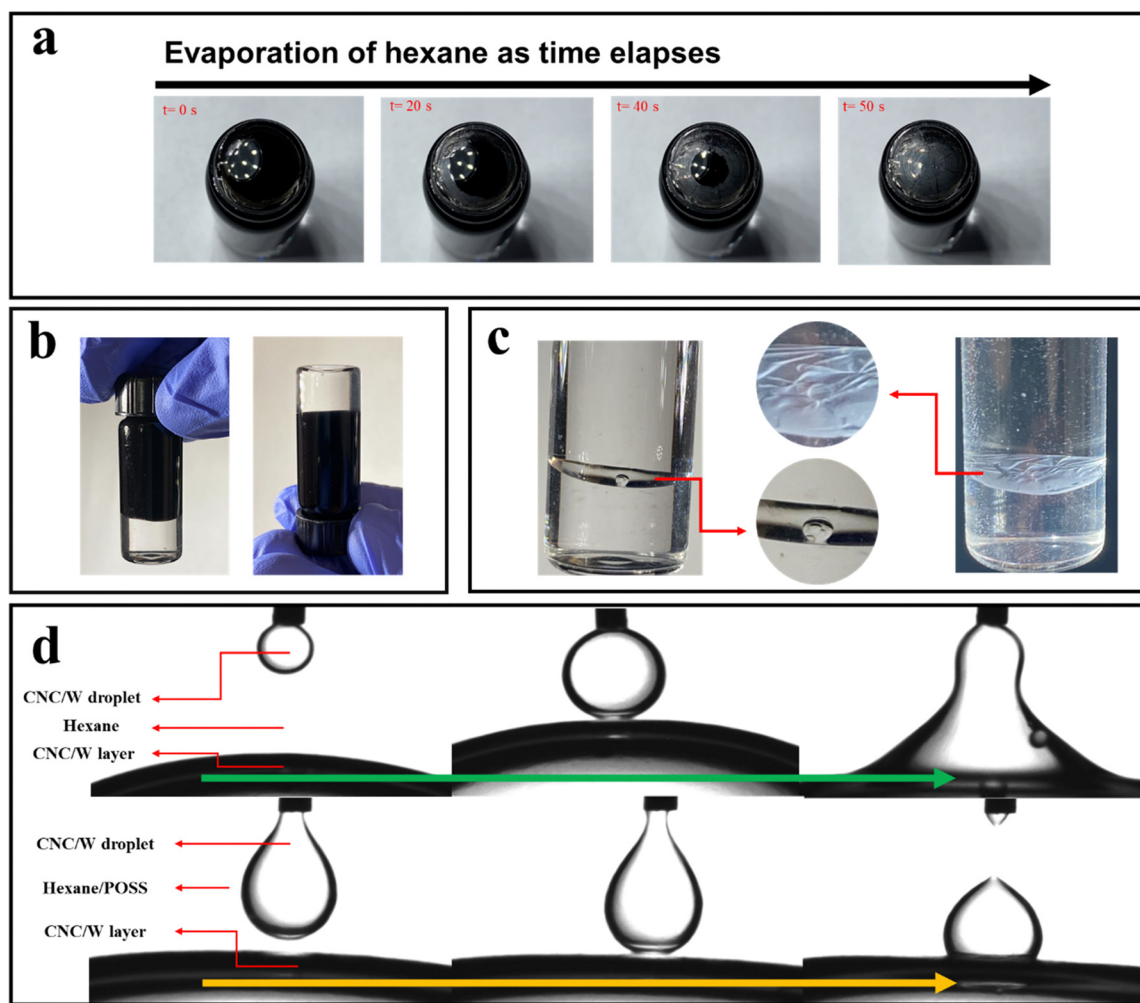 a
Evaporation of hexane as time elapses
t= 0 s
t= 20 s
t= 40 s
t= 50 s
b
c
d
CNC/W droplet
Hexane
CNC/W layer
CNC/W droplet
Hexane/POSS
CNC/W layer